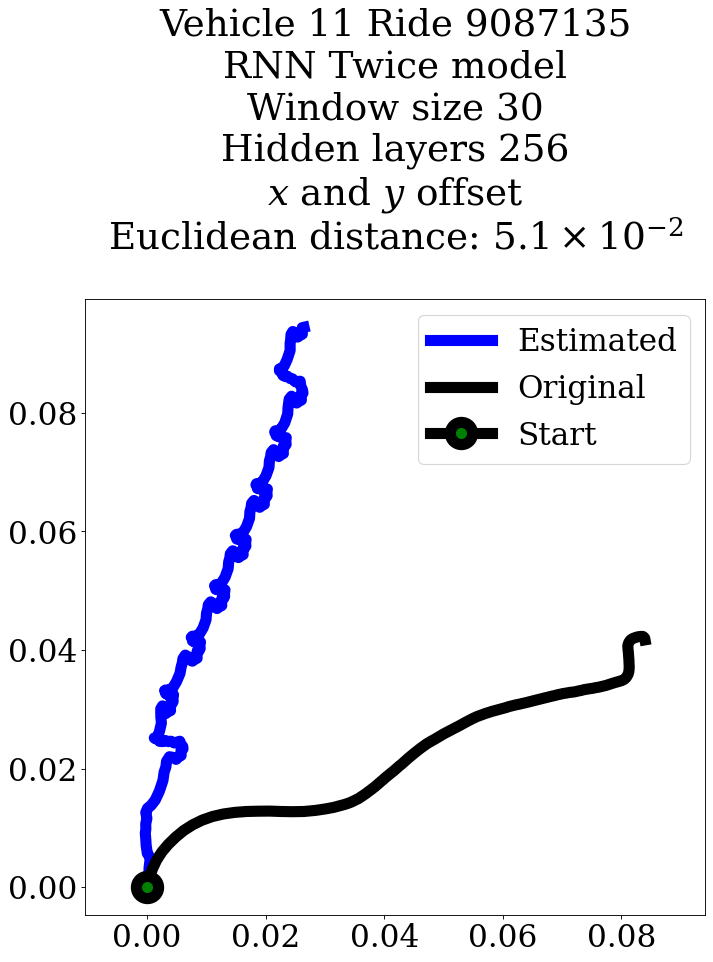 Vehicle 11 Ride 9087135
RNN Twice model
Window size 30
Hidden layers 256
x and y offset
Euclidean distance: 5.1 × 10⁻²
Estimated
Original
Start
0.08
0.06
0.04
0.02
0.00
0.00 0.02 0.04 0.06 0.08